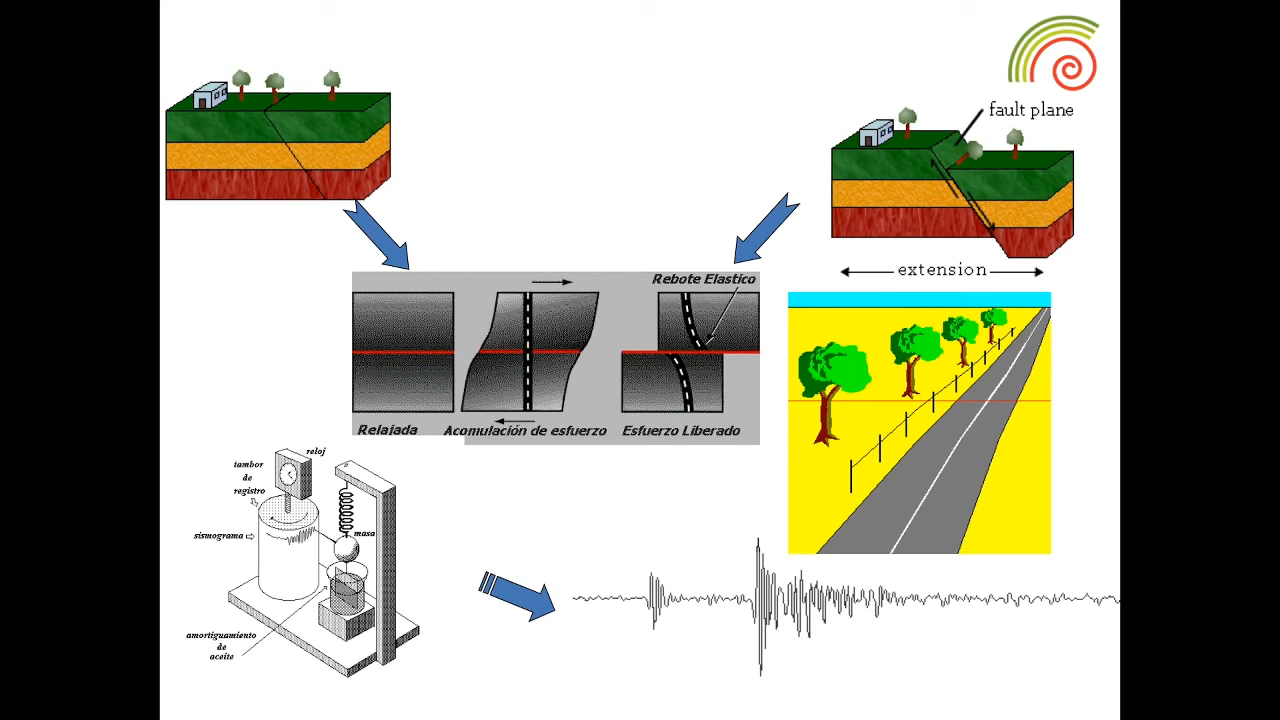 fault plane
extension
Rebote Elastico
Relajada
Acomulación de esfuerzo
Esfuerzo Liberado
reloj
tambor
de
registro
sismograma
masa
amortiguamiento
de
aceite